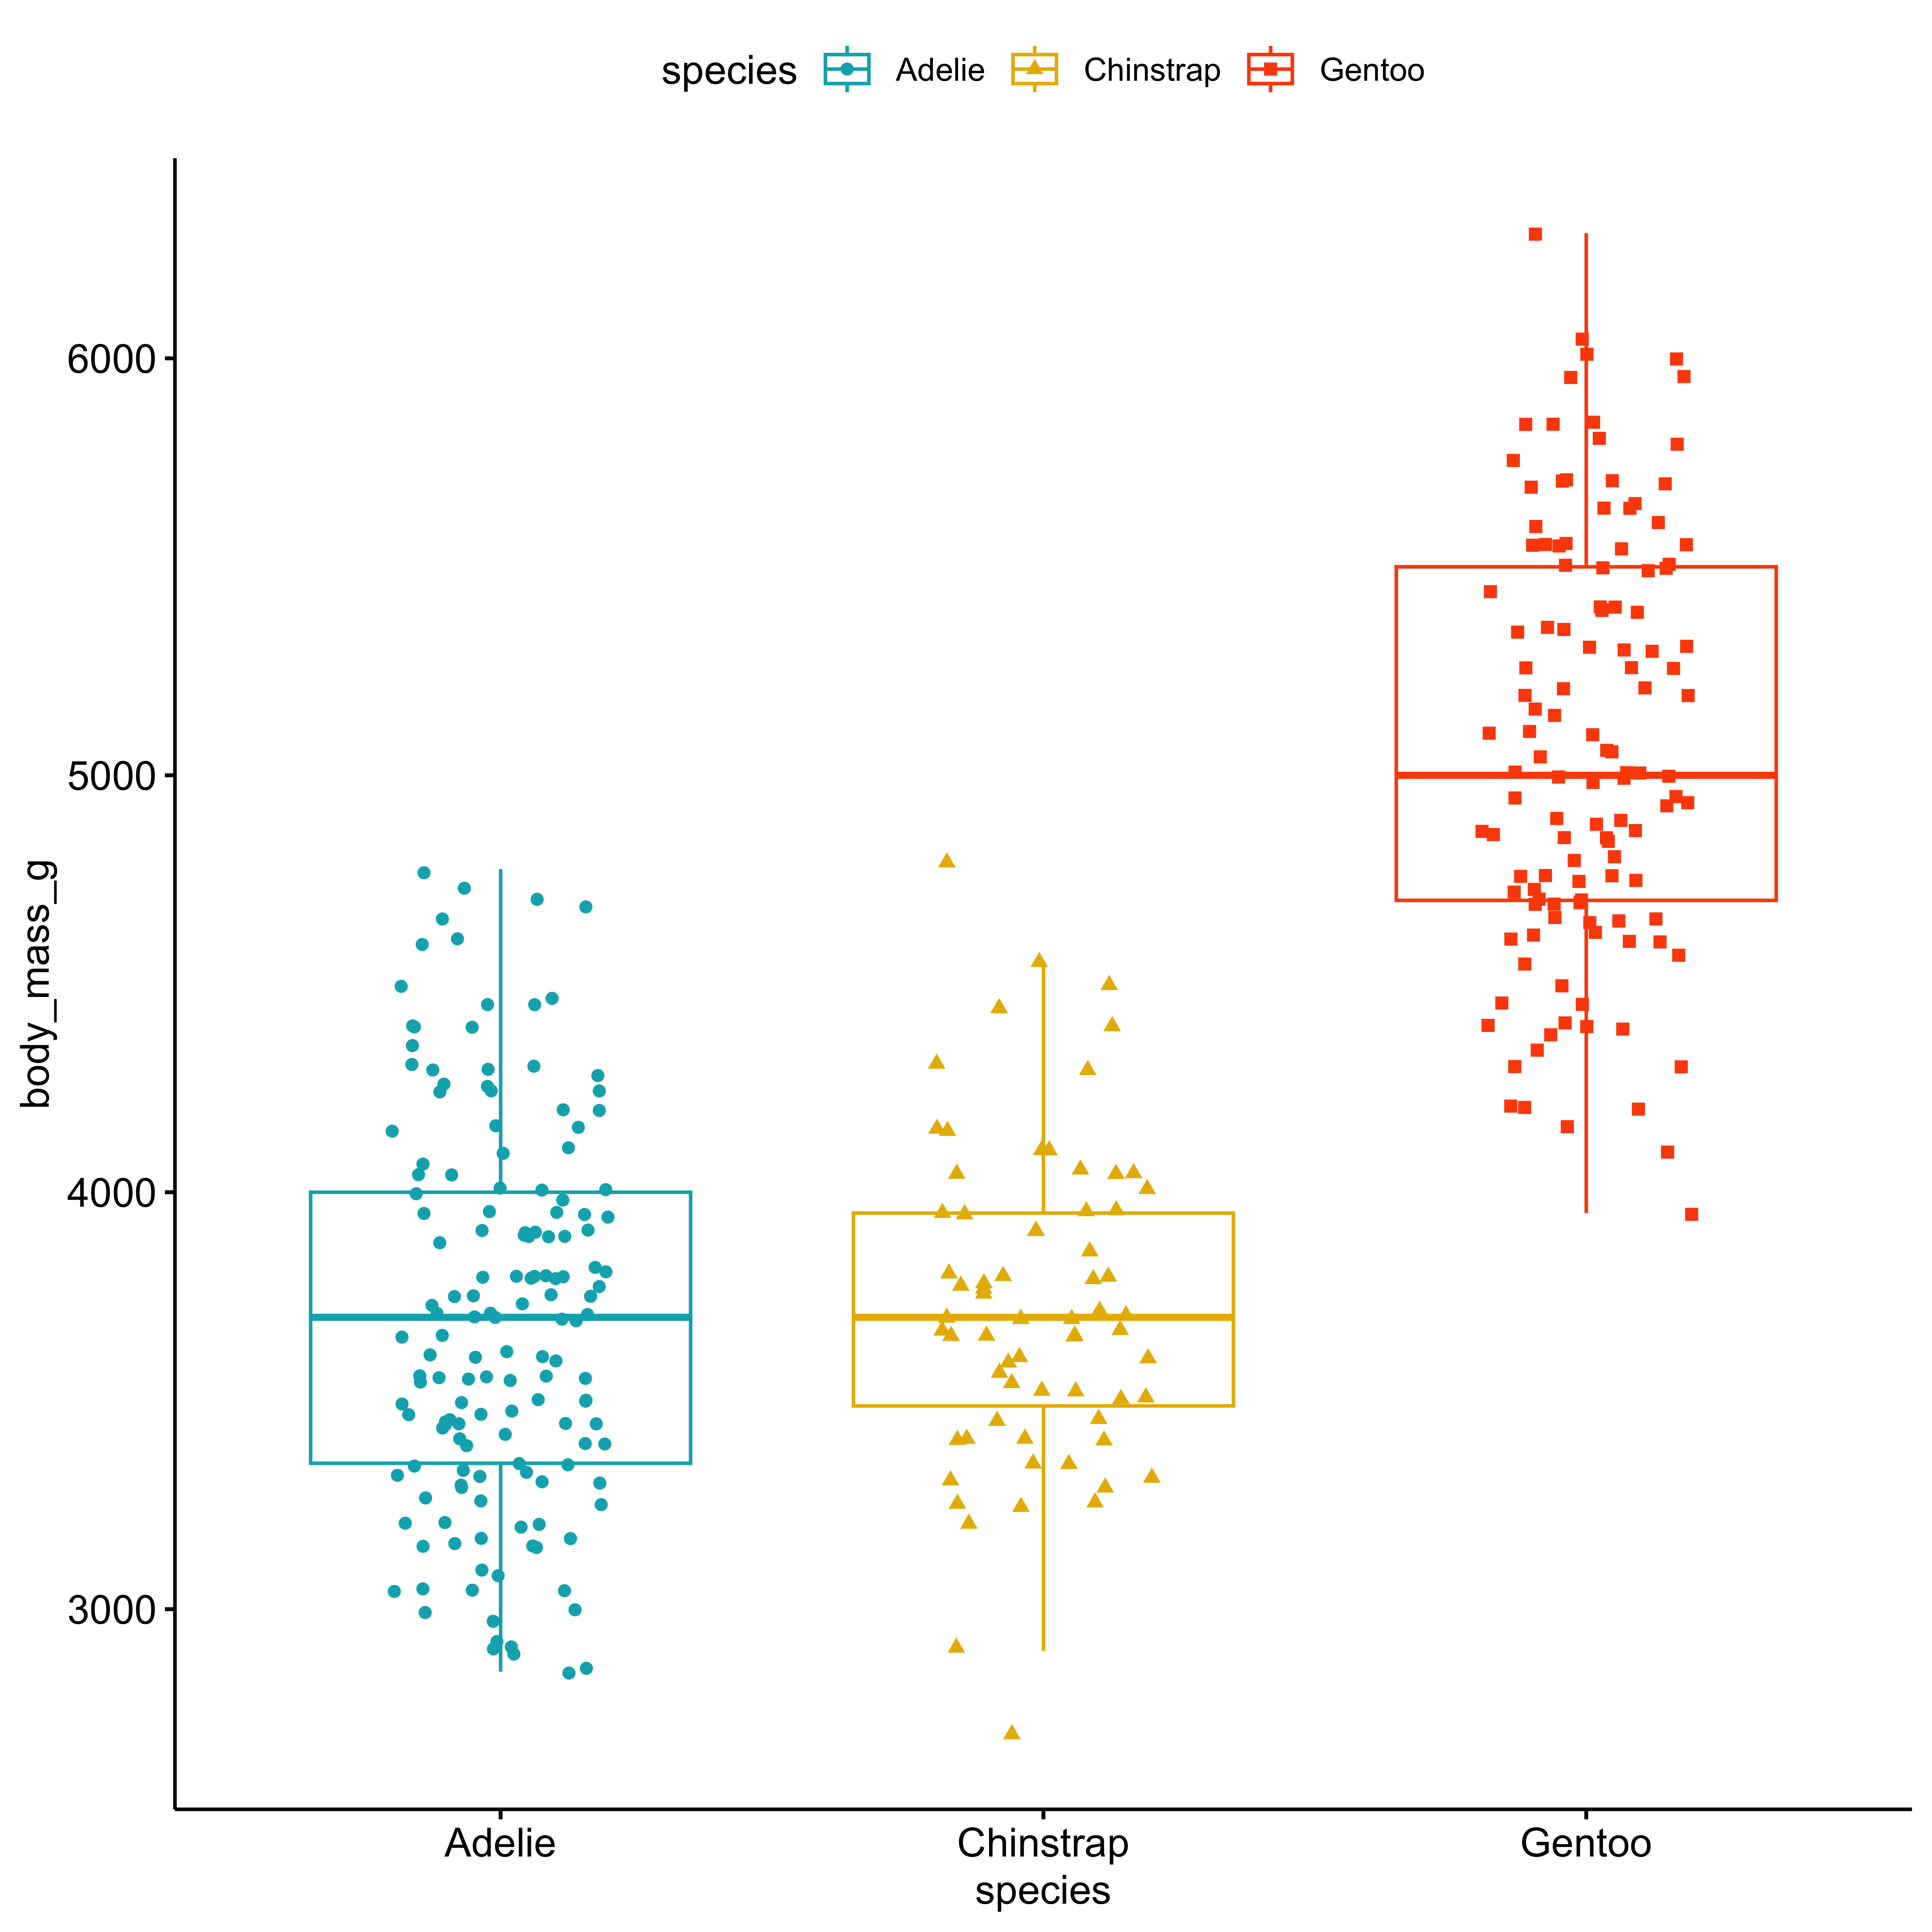 species Adelie Chinstrap Gentoo
body_mass_g
6000
5000
4000
3000
Adelie Chinstrap Gentoo
species